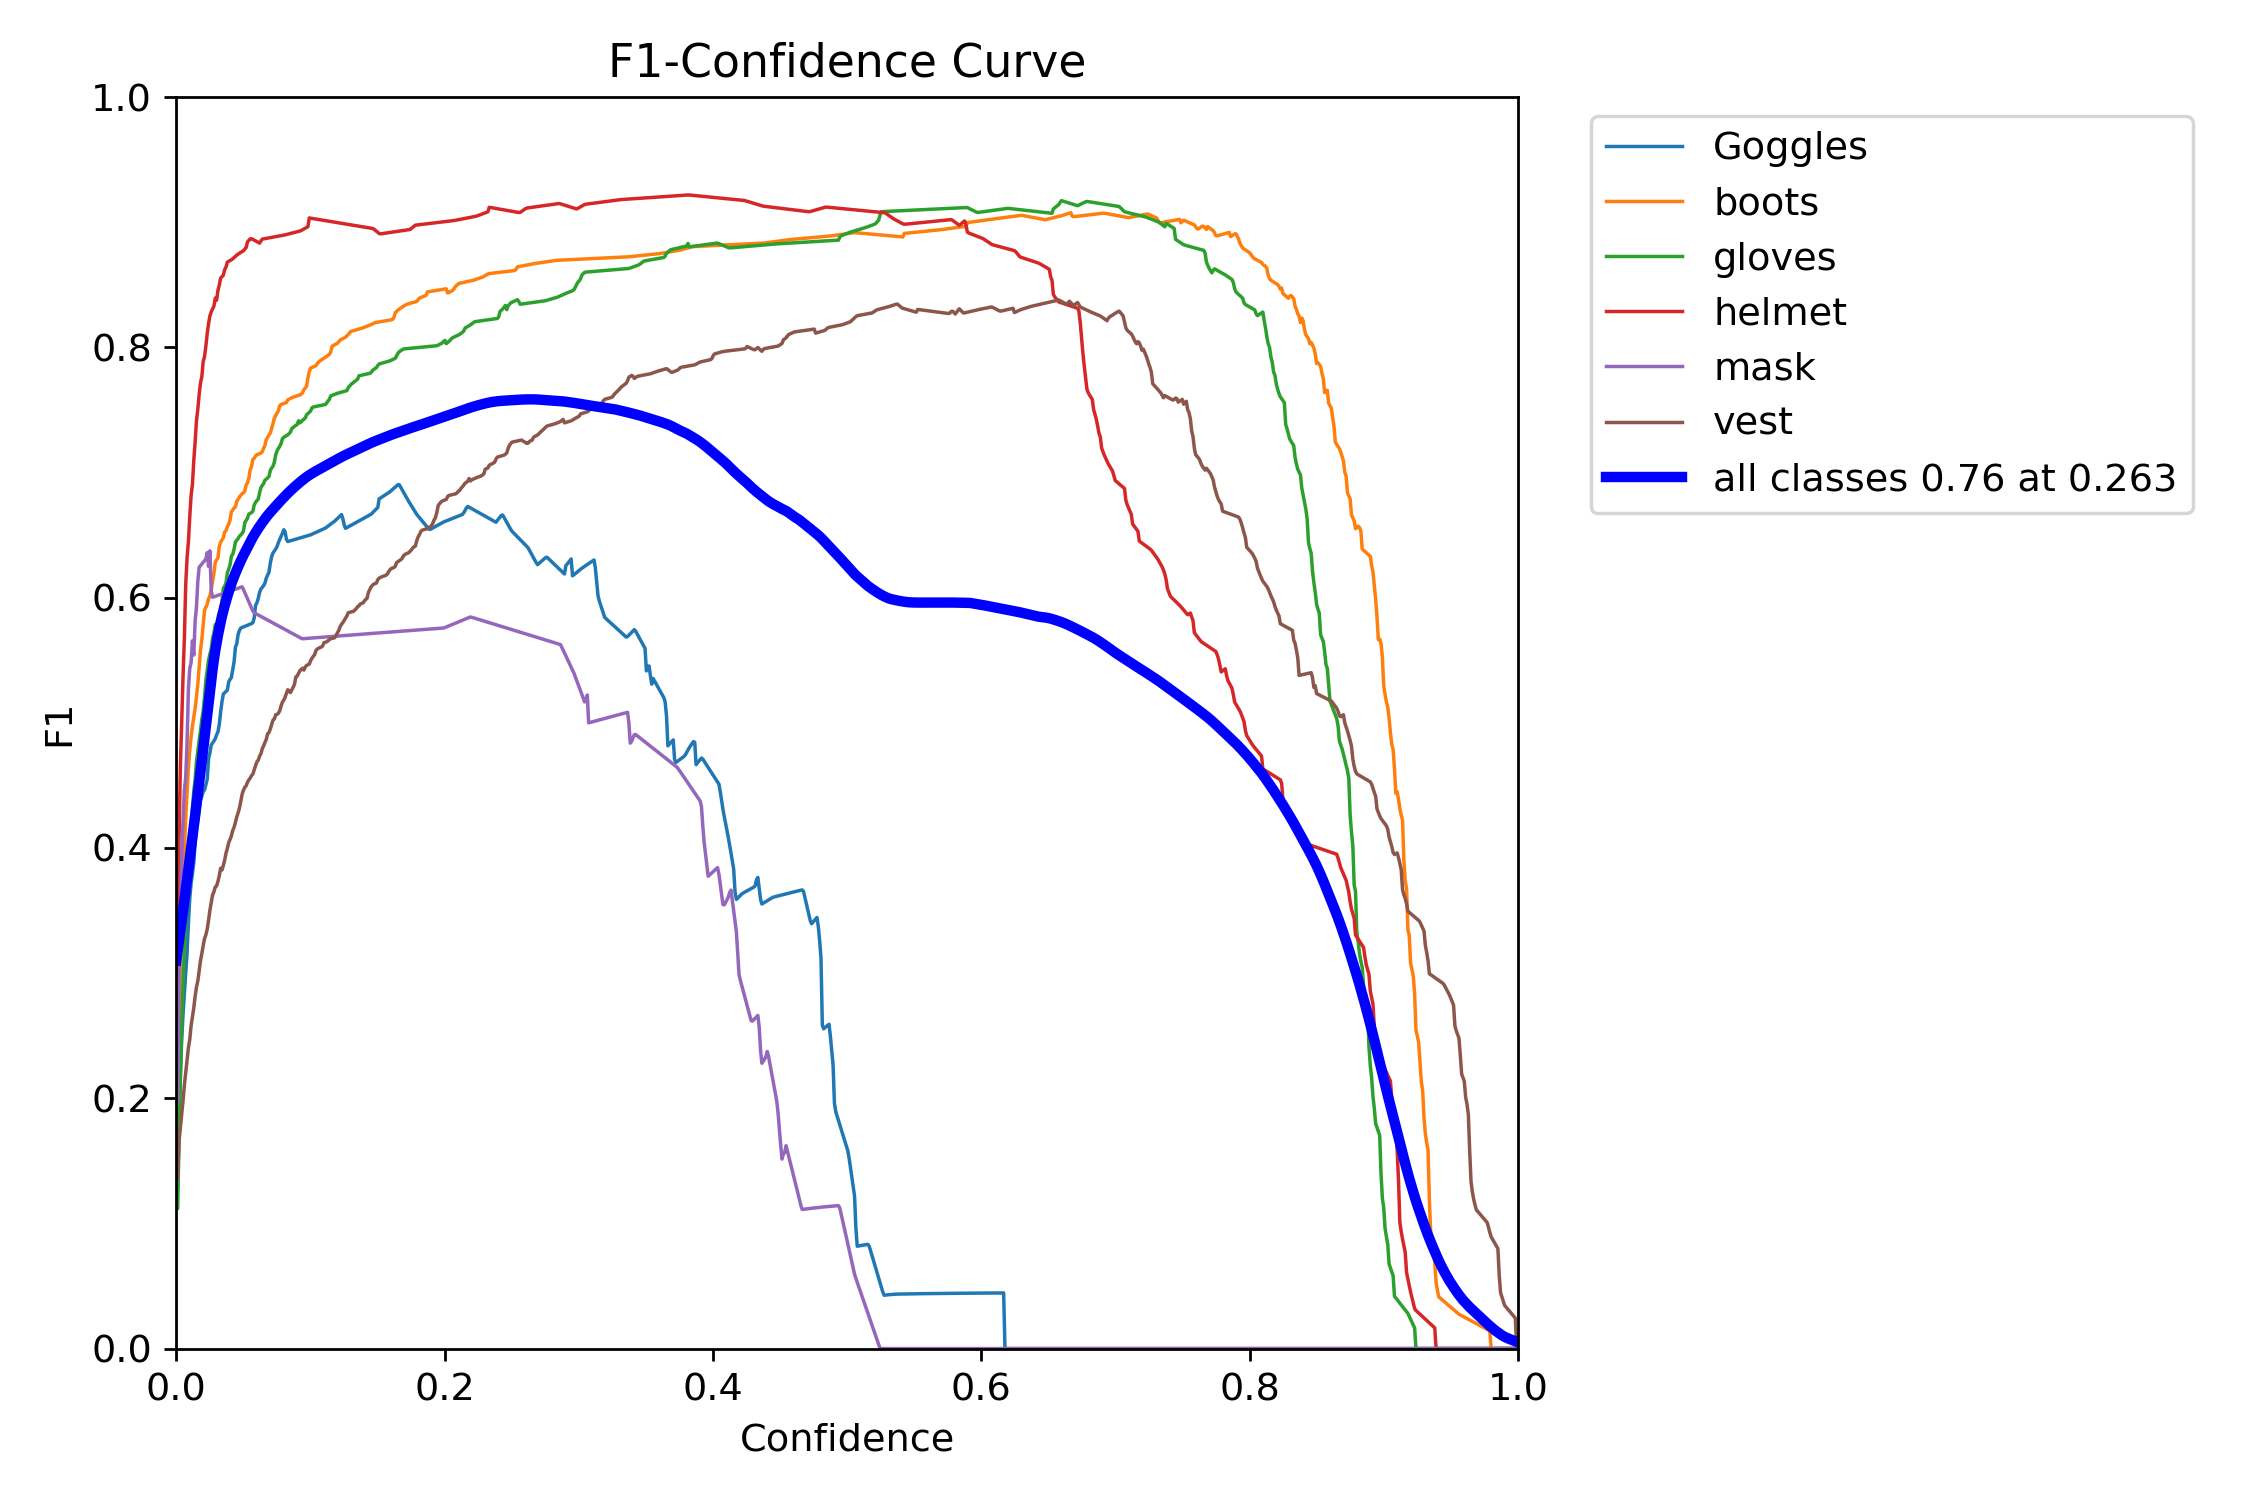 F1-Confidence Curve
1.0
0.8
0.6
0.4
0.2
0.0
F1
0.0 0.2 0.4 0.6 0.8 1.0
Confidence
Goggles
boots
gloves
helmet
mask
vest
all classes 0.76 at 0.263